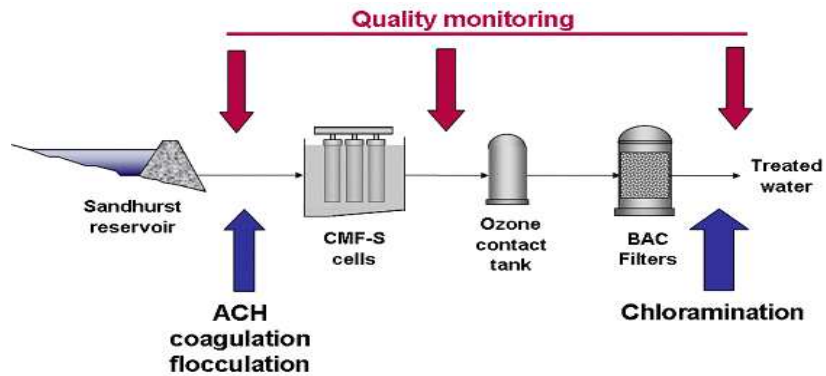 Quality monitoring
Sandhurst
reservoir
CMF-S
cells
Ozone
contact
tank
BAC
Filters
Treated
water
ACH
coagulation
flocculation
Chloramination